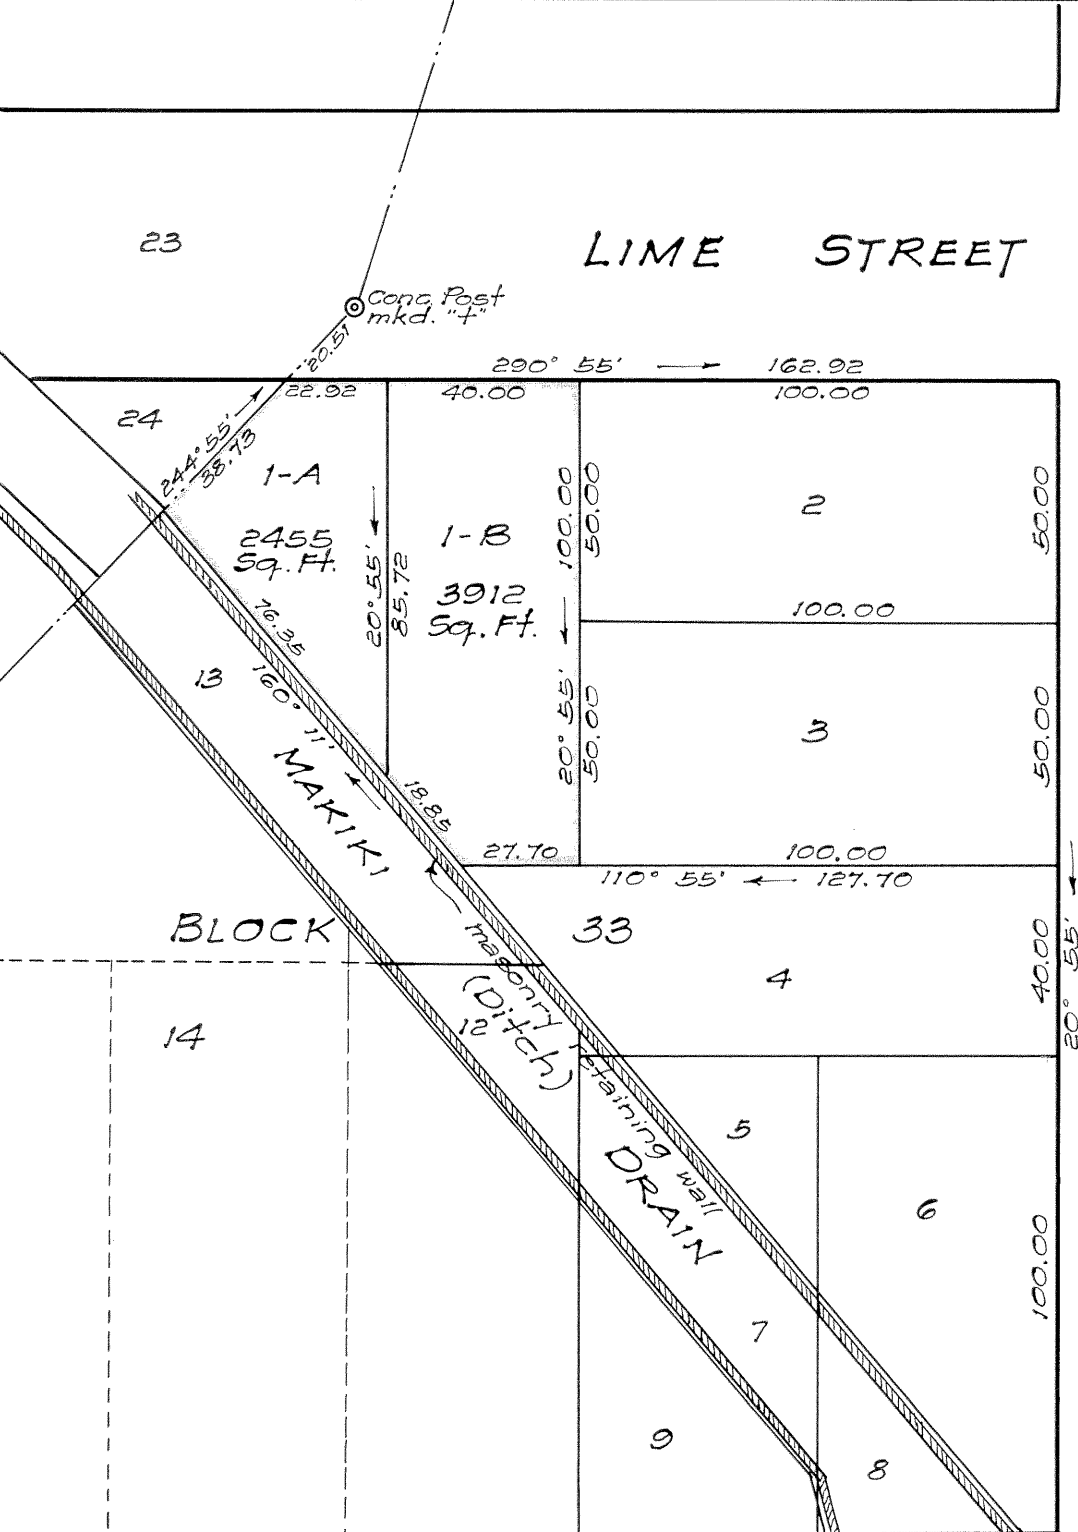 23
LIME STREET
Conc. Post
mkd. "t"
20.51
290° 55' 162.92
22.92 40.00 100.00
24
244° 55'
38.73
1-A
2455
Sq. Ft.
20° 55'
85.72
1-B
3912
Sq. Ft.
100.00
20° 55'
50.00
50.00
2
50.00
100.00
3
50.00
100.00
76.35
160° 11'
13
18.85
27.70
110° 55' 127.70
20° 55'
MAKIKI
DRAIN
(Ditch)
masonry retaining wall
BLOCK 33
4
40.00
14
12
5
6
100.00
7
9
8